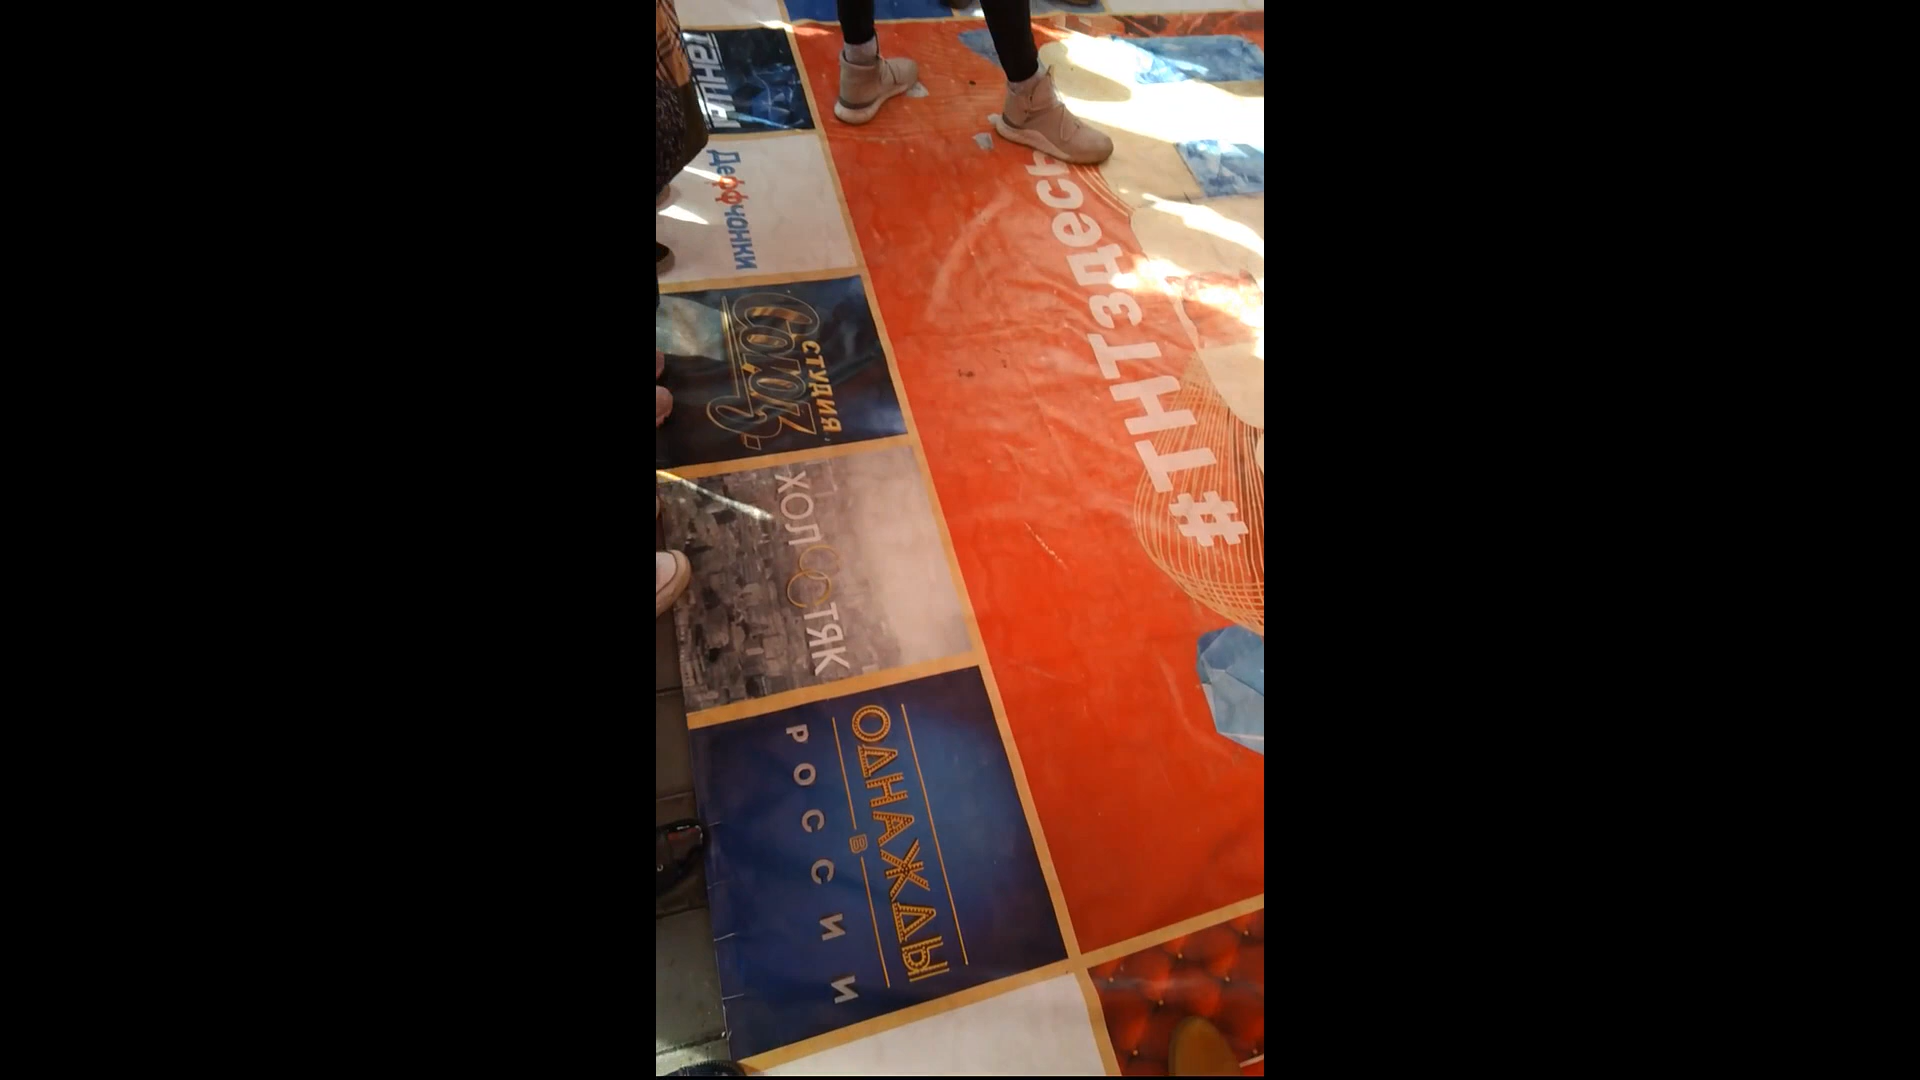 ТАНЦЫ
Деффчонки
СТУДИЯ
Союз
ХОЛОСТЯК
ОДНАЖДЫ
В
РОССИИ
#ТНТздесь